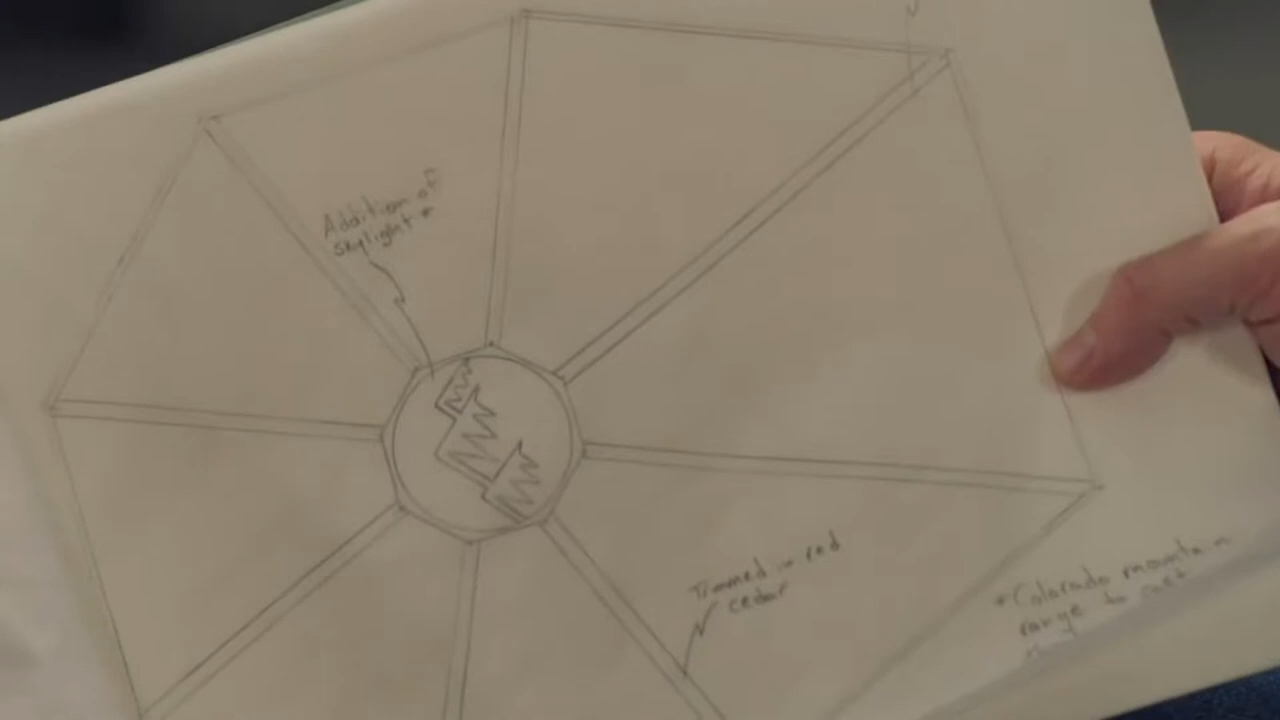 Addition of
skylight *
Trimmed in red
cedar
*Colorado mountain
range to cast